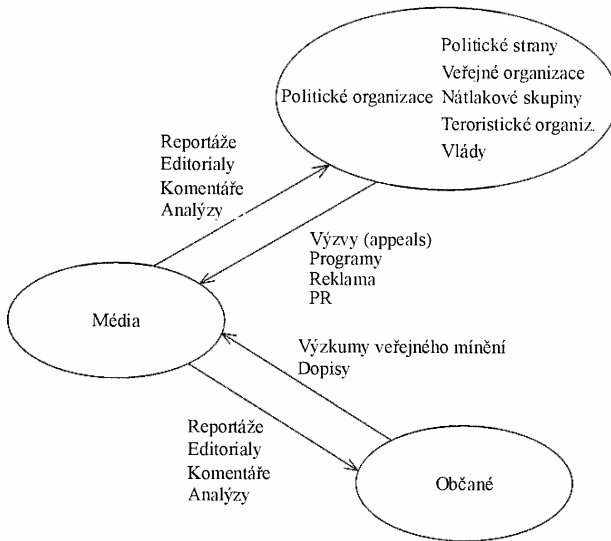 Politické strany
Veřejné organizace
Politické organizace Nátlakové skupiny
Teroristické organiz.
Vlády
Reportáže
Editorialy
Komentáře
Analýzy
Výzvy (appeals)
Programy
Reklama
PR
Média
Výzkumy veřejného mínění
Dopisy
Reportáže
Editorialy
Komentáře
Analýzy
Občané